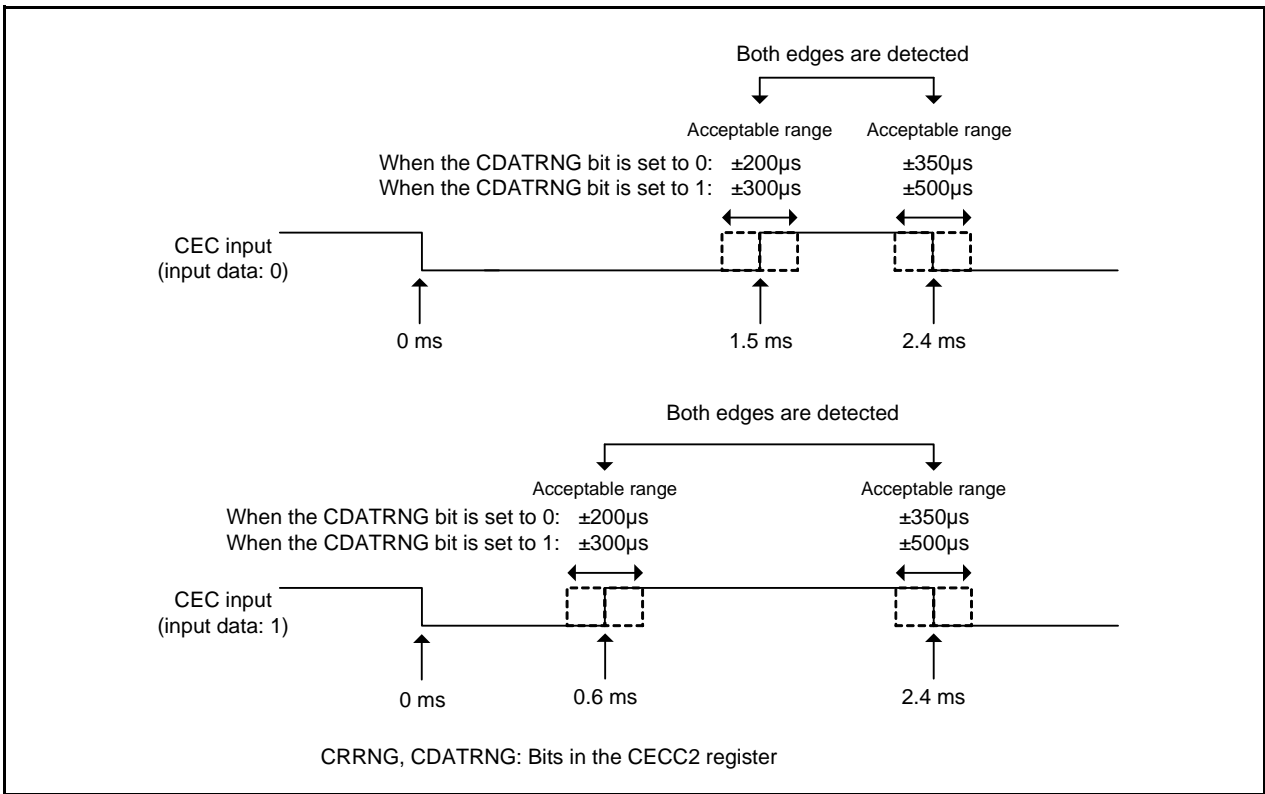 Both edges are detected
Acceptable range Acceptable range
When the CDATRNG bit is set to 0: ±200µs ±350µs
When the CDATRNG bit is set to 1: ±300µs ±500µs
CEC input
(input data: 0)
0 ms 1.5 ms 2.4 ms
Both edges are detected
Acceptable range Acceptable range
When the CDATRNG bit is set to 0: ±200µs ±350µs
When the CDATRNG bit is set to 1: ±300µs ±500µs
CEC input
(input data: 1)
0 ms 0.6 ms 2.4 ms
CRRNG, CDATRNG: Bits in the CECC2 register